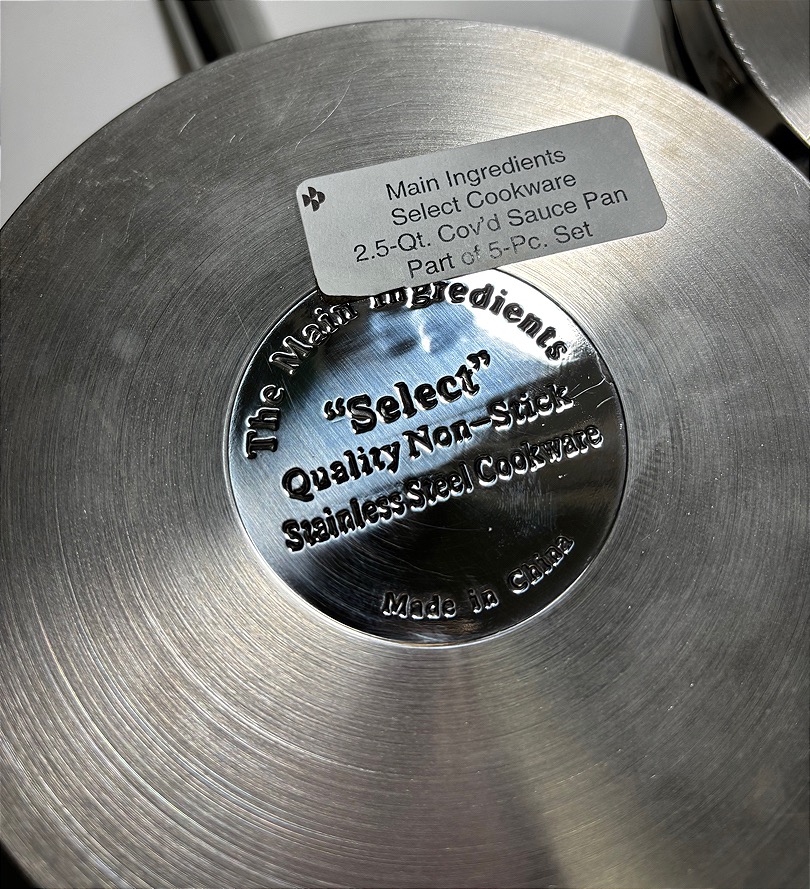 Main Ingredients
Select Cookware
2.5-Qt. Cov'd Sauce Pan
Part of 5-Pc. Set
The Main Ingredients
“Select”
Quality Non-Stick
Stainless Steel Cookware
Made in China